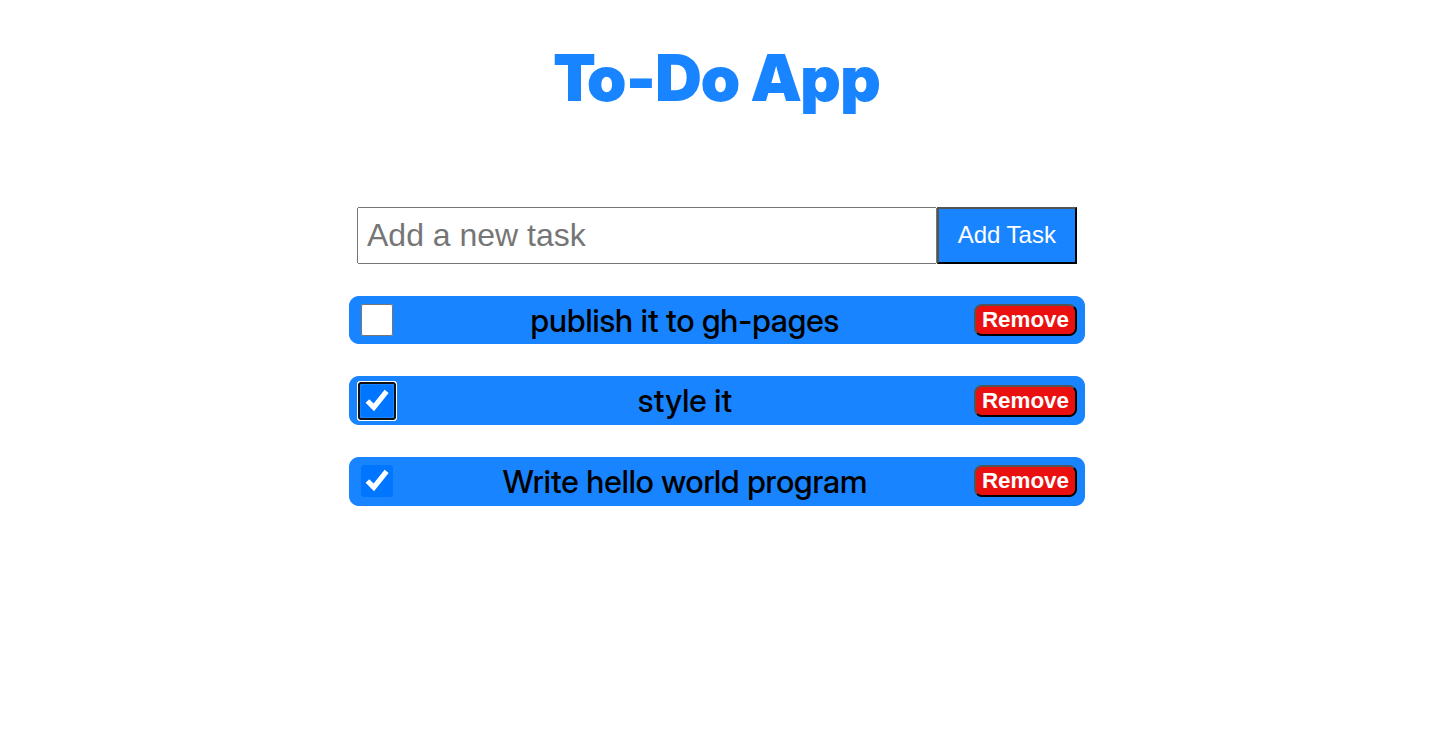 To-Do App
Add a new task Add Task
publish it to gh-pages Remove
style it Remove
Write hello world program Remove